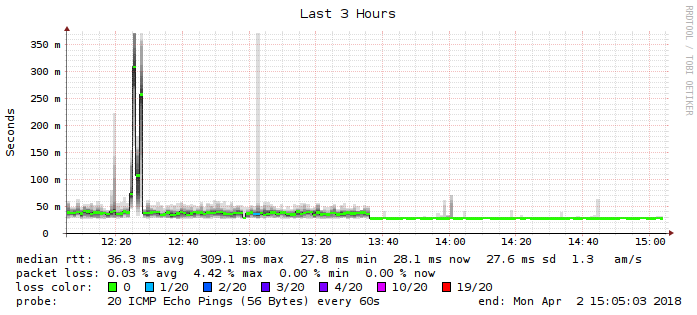 Last 3 Hours
RRDTOOL / TOBI OETIKER
Seconds
350 m
300 m
250 m
200 m
150 m
100 m
50 m
0
12:20 12:40 13:00 13:20 13:40 14:00 14:20 14:40 15:00
median rtt: 36.3 ms avg 309.1 ms max 27.8 ms min 28.1 ms now 27.6 ms sd 1.3 am/s
packet loss: 0.03 % avg 4.42 % max 0.00 % min 0.00 % now
loss color: 0 1/20 2/20 3/20 4/20 10/20 19/20
probe: 20 ICMP Echo Pings (56 Bytes) every 60s end: Mon Apr 2 15:05:03 2018